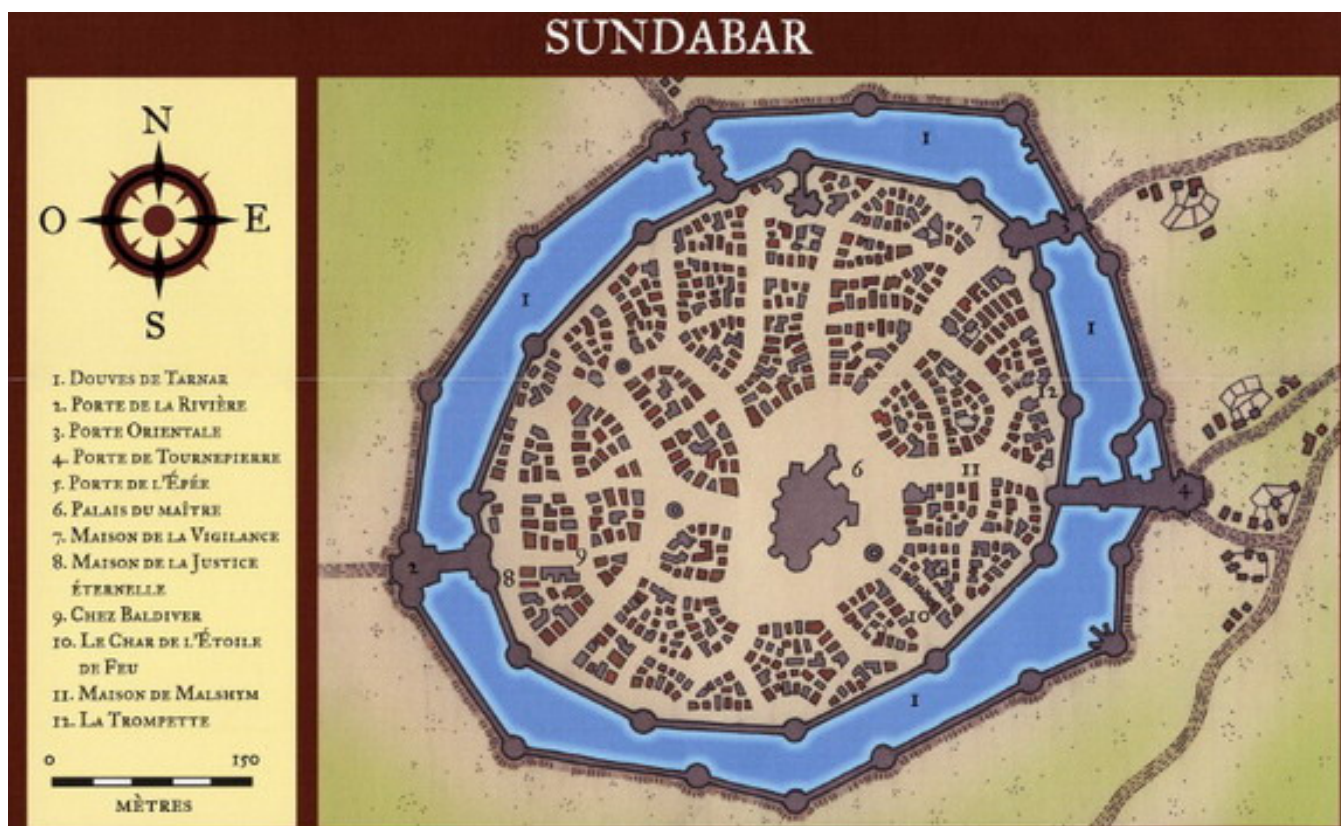 SUNDABAR
N
O E
S
1. DOUVES DE TARNAR
2. PORTE DE LA RIVIÈRE
3. PORTE ORIENTALE
4. PORTE DE TOURNEPIERRE
5. PORTE DE L'ÉPÉE
6. PALAIS DU MAÎTRE
7. MAISON DE LA VIGILANCE
8. MAISON DE LA JUSTICE
ÉTERNELLE
9. CHEZ BALDIVER
10. LE CHAR DE L'ÉTOILE
DE FEU
11. MAISON DE MALSHYM
12. LA TROMPETTE
0 150
MÈTRES
1
5
7
3
1
1
12
6
11
4
9
8
2
10
1